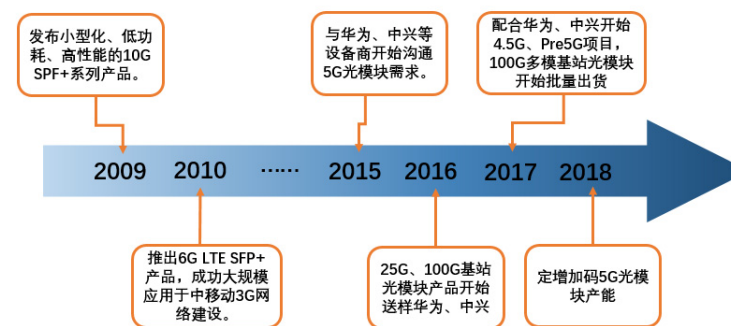 发布小型化、低功
耗、高性能的10G
SPF+系列产品。
与华为、中兴等
设备商开始沟通
5G光模块需求。
配合华为、中兴开始
4.5G、Pre5G项目，
100G多模基站光模块
开始批量出货
2009 2010 …… 2015 2016 2017 2018
推出6G LTE SFP+
产品，成功大规模
应用于中移动3G网
络建设。
25G、100G基站
光模块产品开始
送样华为、中兴
定增加码5G光模
块产能